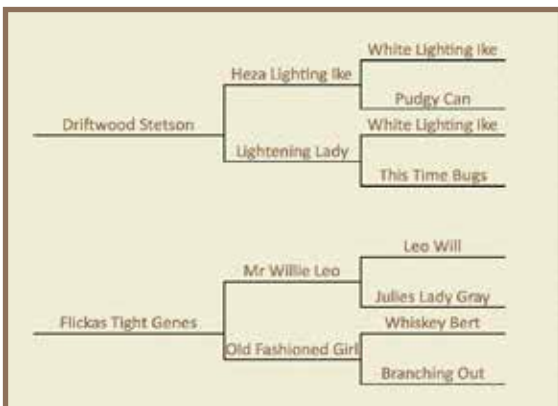 White Lighting Ike
Heza Lighting Ike
Pudgy Can
Driftwood Stetson
White Lighting Ike
Lightening Lady
This Time Bugs
Leo Will
Mr Willie Leo
Julies Lady Gray
Flickas Tight Genes
Whiskey Bert
Old Fashioned Girl
Branching Out